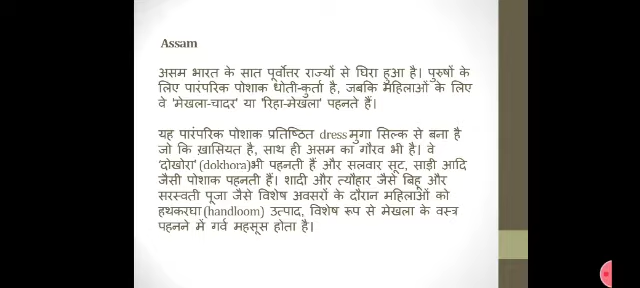 Assam
असम भारत के सात पूर्वोत्तर राज्यों से घिरा हुआ है। पुरुषों के
लिए पारंपरिक पोशाक धोती-कुर्ता है, जबकि महिलाओं के लिए
वे 'मेखला-चादर' या 'रिहा-मेखला' पहनते हैं।
यह पारंपरिक पोशाक प्रतिष्ठित dress मुगा सिल्क से बना है
जो कि ख़ासियत है, साथ ही असम का गौरव भी है। वे
'दोखोरा' (dokhora)भी पहनती हैं और सलवार सूट, साड़ी आदि
जैसी पोशाक पहनती हैं। शादी और त्यौहार जैसे बिहू और
सरस्वती पूजा जैसे विशेष अवसरों के दौरान महिलाओं को
हथकरघा (handloom) उत्पाद, विशेष रूप से मेखला के वस्त्र
पहनने में गर्व महसूस होता है।